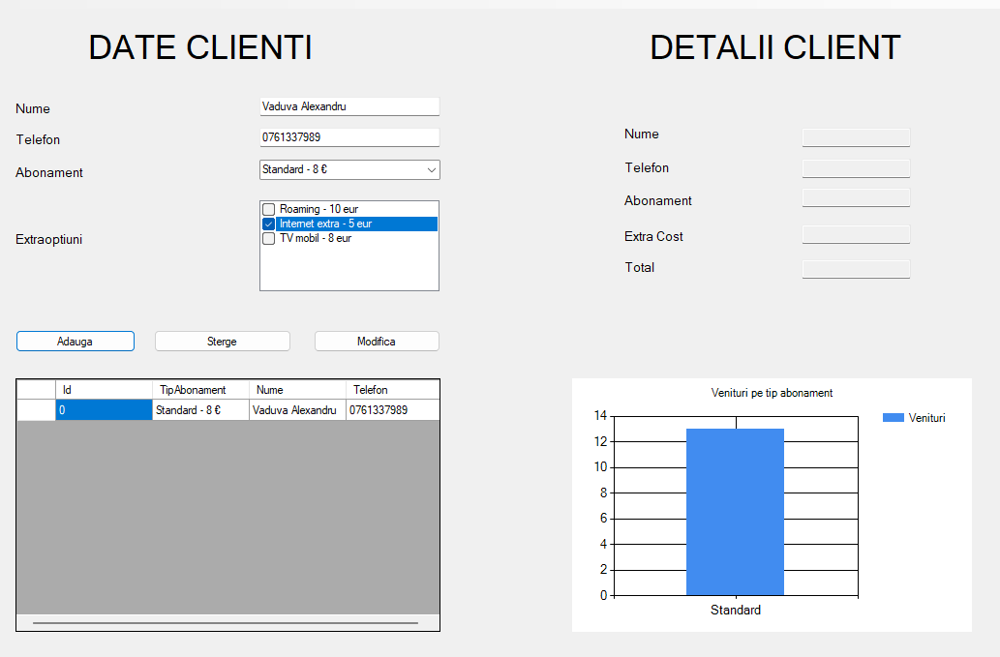 DATE CLIENTI
Nume
Vaduva Alexandru
Telefon
0761337989
Abonament
Standard - 8 €
Extraoptiuni
Roaming - 10 eur
Internet extra - 5 eur
TV mobil - 8 eur
Adauga
Sterge
Modifica
Id TipAbonament Nume Telefon
0 Standard - 8 € Vaduva Alexandru 0761337989
DETALII CLIENT
Nume
Telefon
Abonament
Extra Cost
Total
Venituri pe tip abonament
14
12
10
8
6
4
2
0
Standard
Venituri